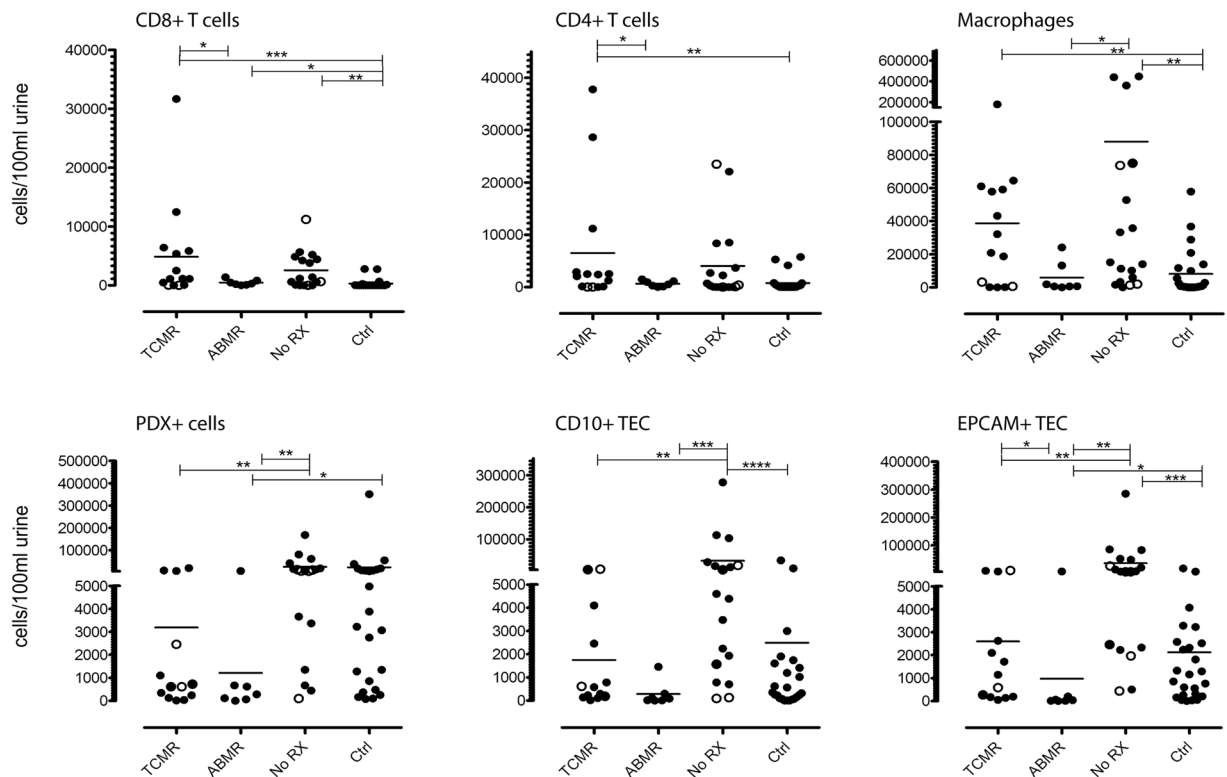 CD8+ T cells
cells/100ml urine
40000
30000
20000
10000
0
*
***
*
**
TCMR
ABMR
No RX
Ctrl
CD4+ T cells
40000
30000
20000
10000
0
*
**
TCMR
ABMR
No RX
Ctrl
Macrophages
600000
500000
400000
300000
200000
100000
80000
60000
40000
20000
0
*
**
**
TCMR
ABMR
No RX
Ctrl
PDX+ cells
cells/100ml urine
500000
400000
300000
200000
100000
5000
4000
3000
2000
1000
0
**
**
*
TCMR
ABMR
No RX
Ctrl
CD10+ TEC
300000
200000
100000
5000
4000
3000
2000
1000
0
***
**
****
TCMR
ABMR
No RX
Ctrl
EPCAM+ TEC
400000
300000
200000
100000
5000
4000
3000
2000
1000
0
*
**
**
*
***
TCMR
ABMR
No RX
Ctrl